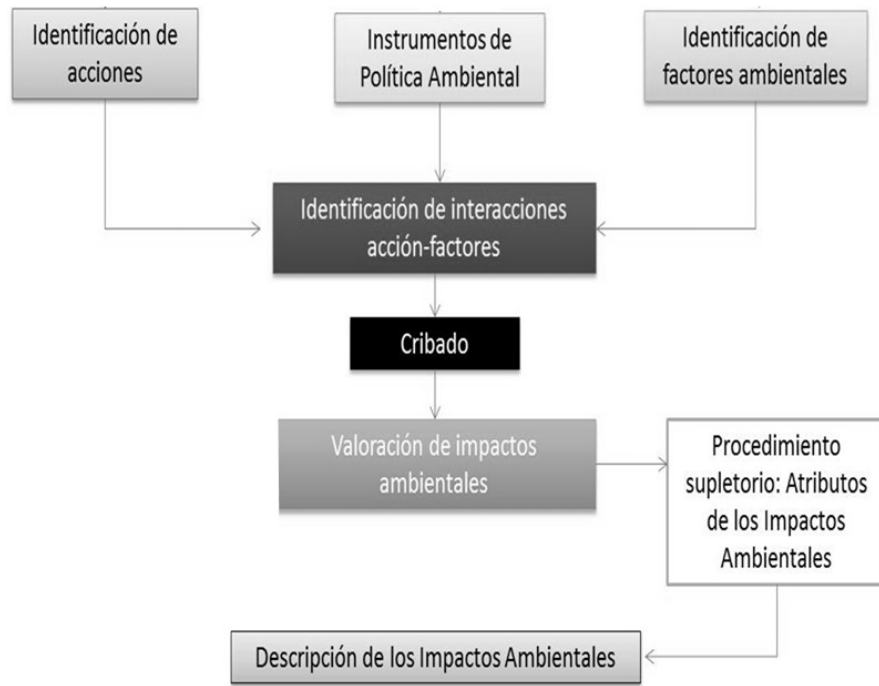 Identificación de
acciones
Instrumentos de
Política Ambiental
Identificación de
factores ambientales
Identificación de interacciones
acción-factores
Cribado
Valoración de impactos
ambientales
Procedimiento
supletorio: Atributos
de los Impactos
Ambientales
Descripción de los Impactos Ambientales